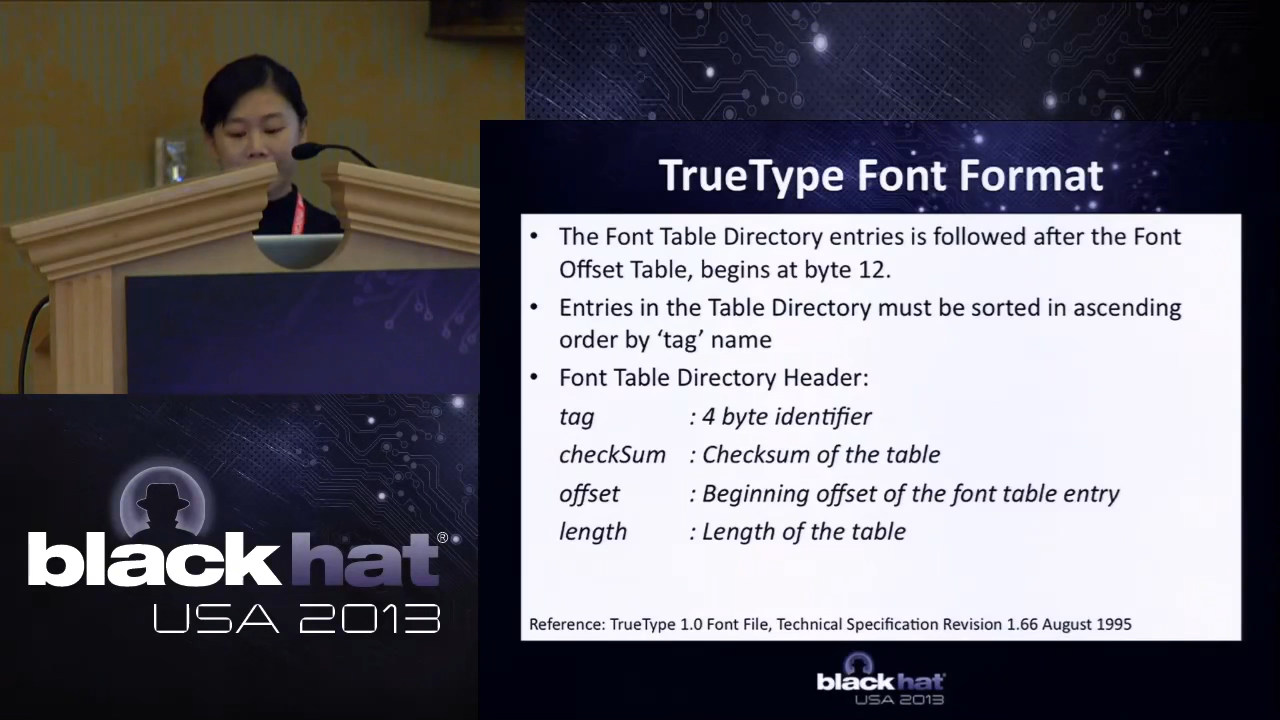 TrueType Font Format
• The Font Table Directory entries is followed after the Font
Offset Table, begins at byte 12.
• Entries in the Table Directory must be sorted in ascending
order by ‘tag’ name
• Font Table Directory Header:
tag : 4 byte identifier
checkSum : Checksum of the table
offset : Beginning offset of the font table entry
length : Length of the table
Reference: TrueType 1.0 Font File, Technical Specification Revision 1.66 August 1995
black hat®
USA 2013
black hat
USA 2013